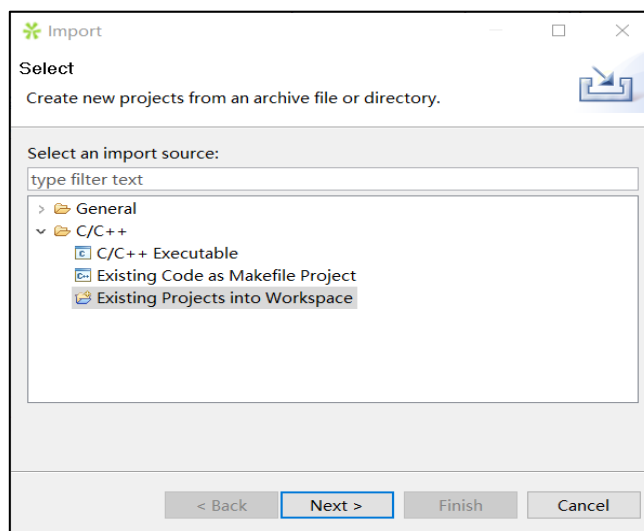 Import
Select
Create new projects from an archive file or directory.
Select an import source:
type filter text
General
C/C++
C/C++ Executable
Existing Code as Makefile Project
Existing Projects into Workspace
< Back Next > Finish Cancel